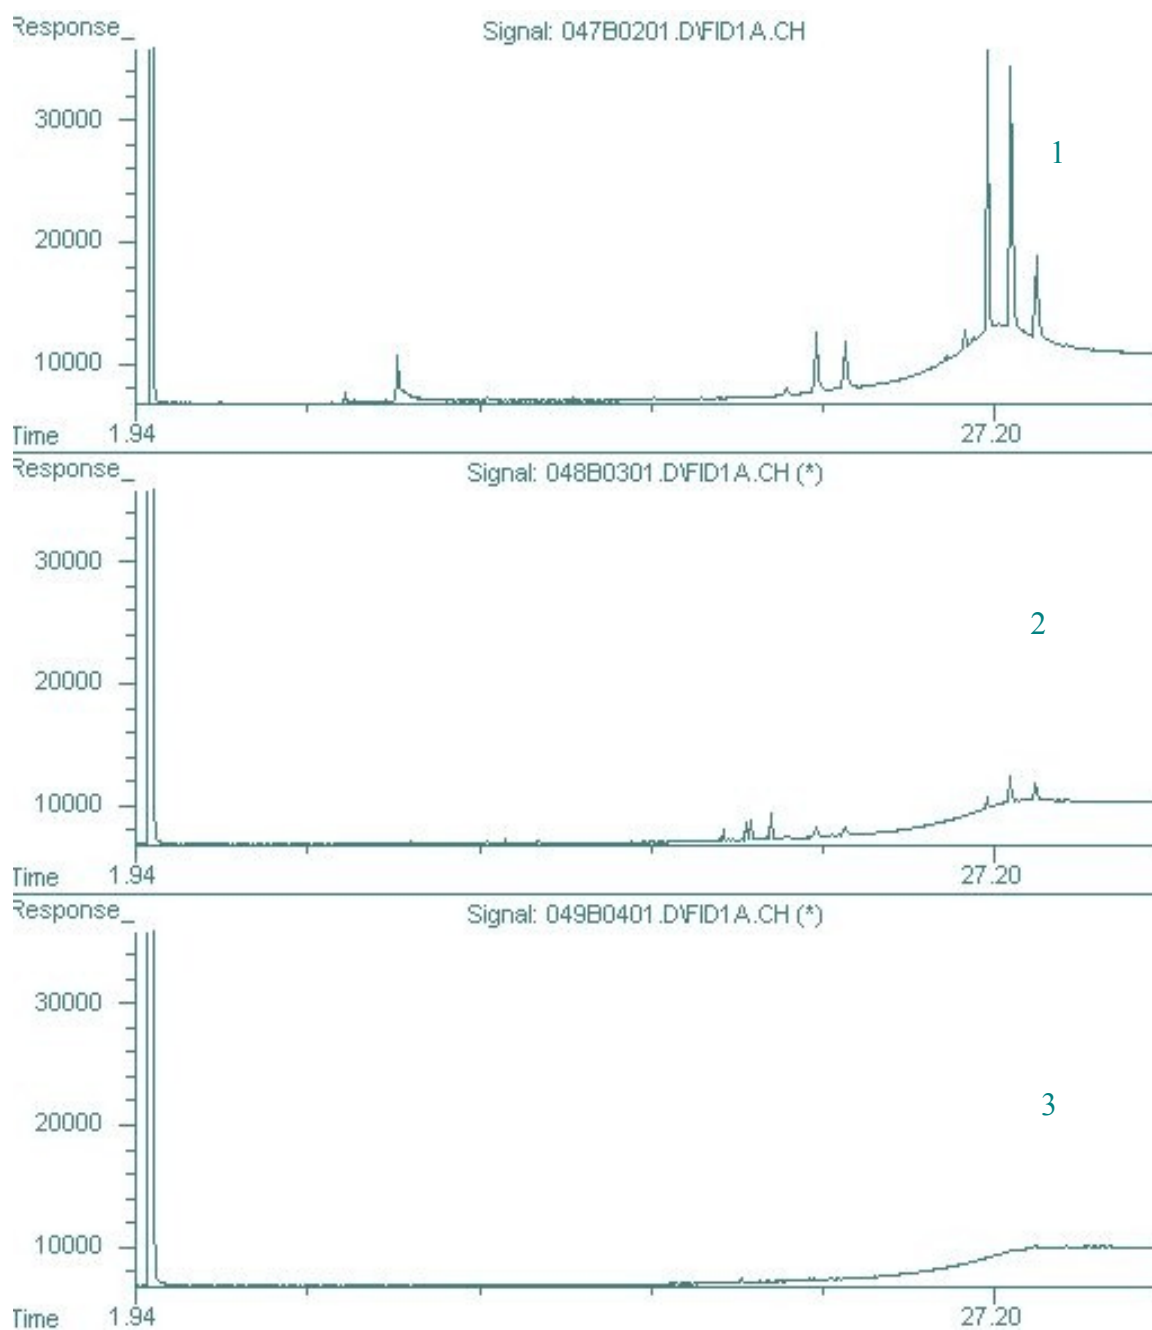 Response_
Signal: 047B0201.D\FID1A.CH
30000
1
20000
10000
Time 1.94 27.20
Response_
Signal: 048B0301.D\FID1A.CH (*)
30000
2
20000
10000
Time 1.94 27.20
Response_
Signal: 049B0401.D\FID1A.CH (*)
30000
3
20000
10000
Time 1.94 27.20